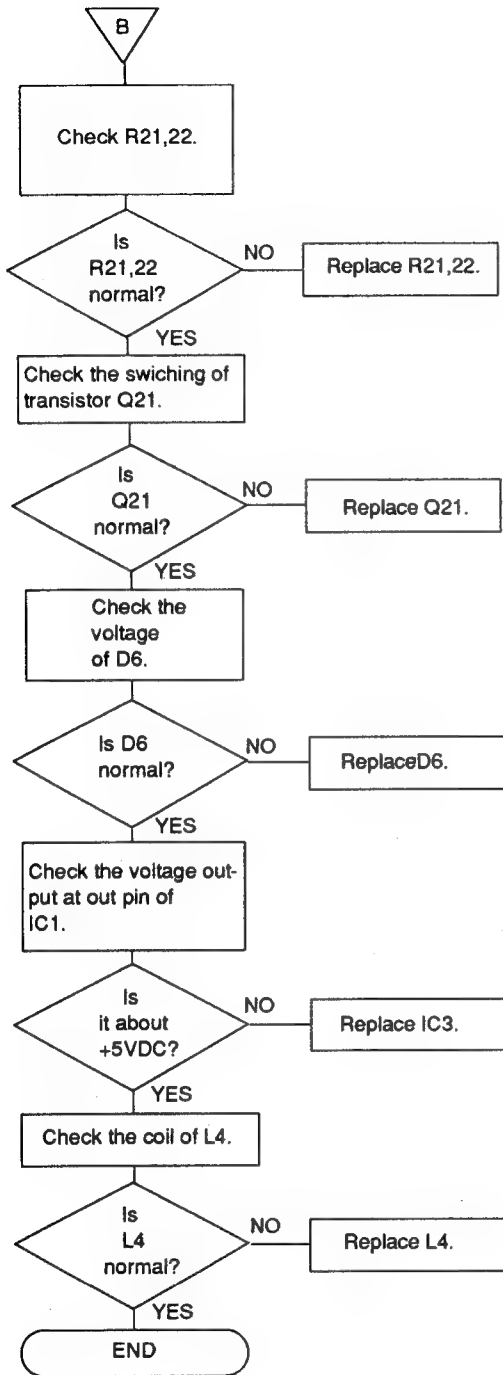 B
Check R21,22.
Is
R21,22
normal?
NO
Replace R21,22.
YES
Check the swiching of
transistor Q21.
Is
Q21
normal?
NO
Replace Q21.
YES
Check the
voltage
of D6.
Is D6
normal?
NO
ReplaceD6.
YES
Check the voltage out-
put at out pin of
IC1.
Is
it about
+5VDC?
NO
Replace IC3.
YES
Check the coil of L4.
Is
L4
normal?
NO
Replace L4.
YES
END